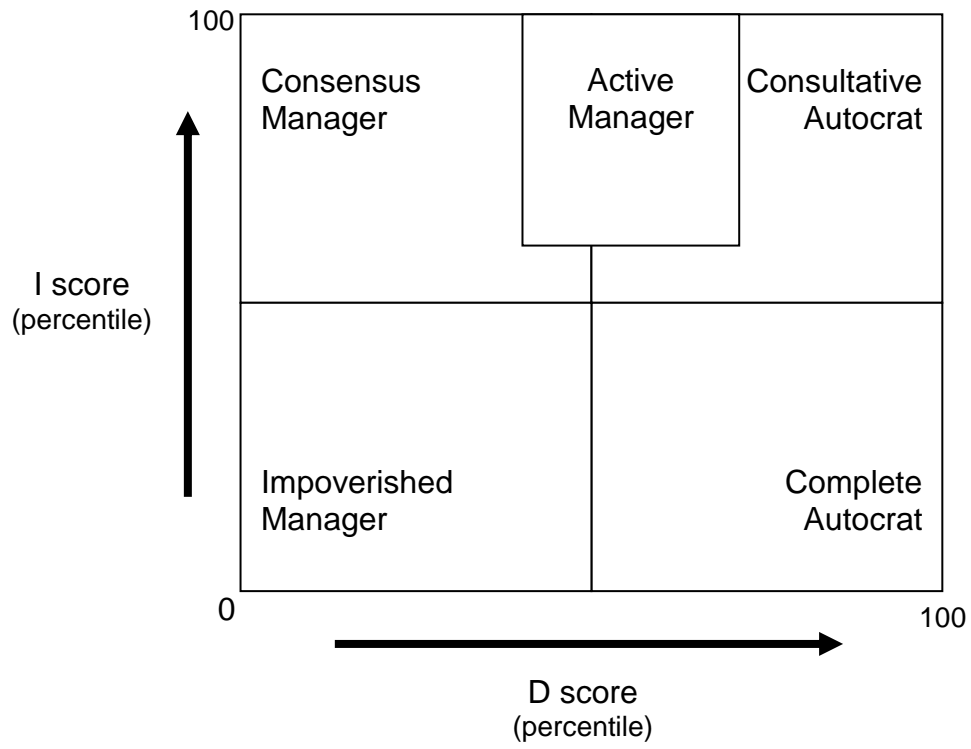 100
Consensus
Manager
Active
Manager
Consultative
Autocrat
I score
(percentile)
Impoverished
Manager
Complete
Autocrat
0
100
D score
(percentile)